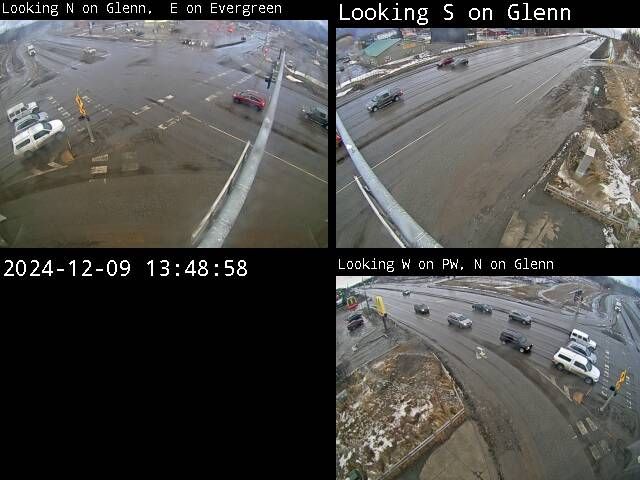 Looking N on Glenn,  E on Evergreen
Looking S on Glenn
2024-12-09 13:48:58
Looking W on PW, N on Glenn